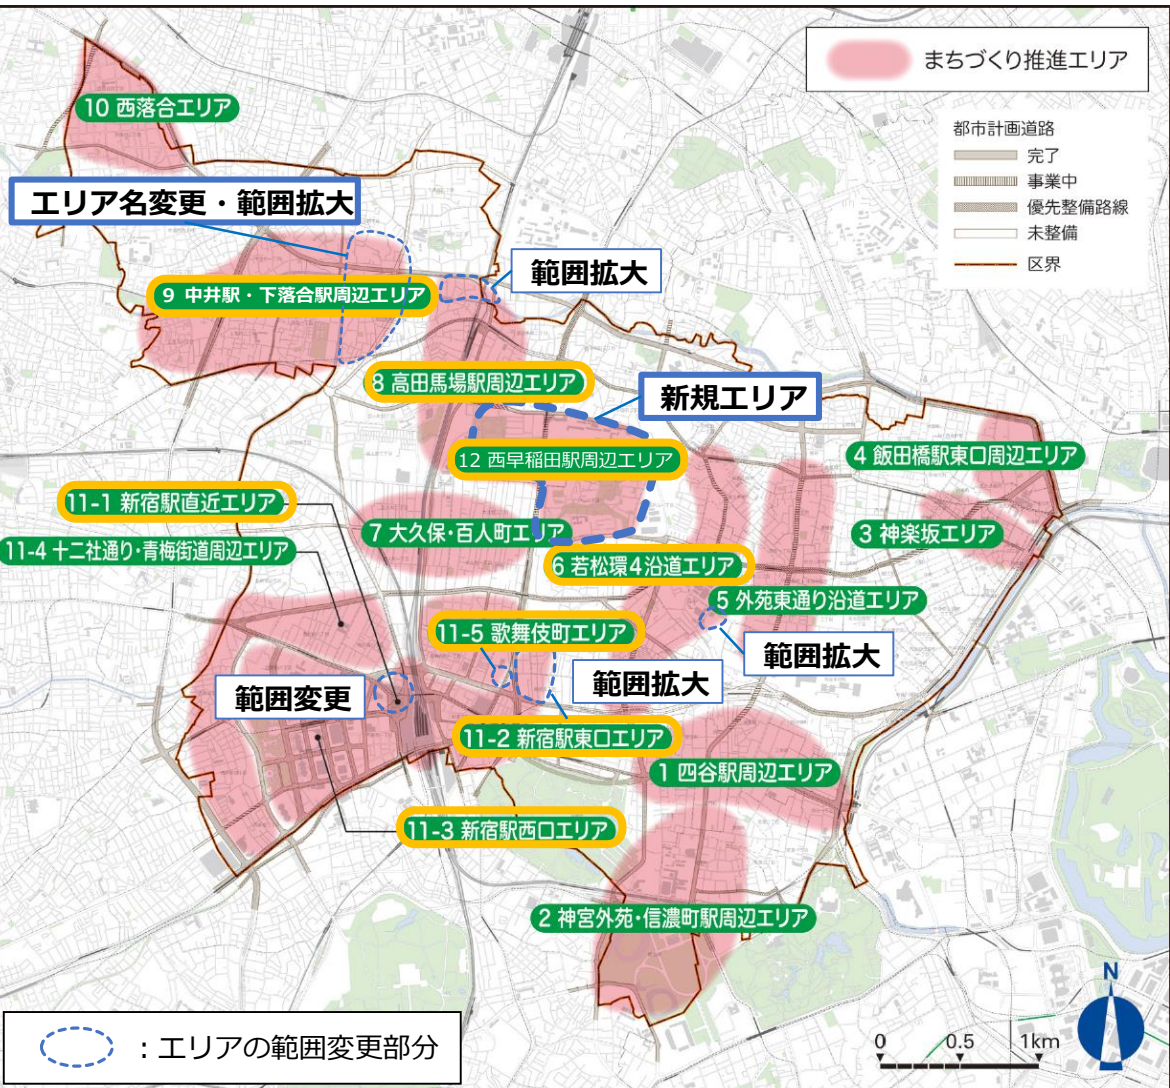 まちづくり推進エリア
10 西落合エリア
都市計画道路
完了
事業中
優先整備路線
未整備
区界
エリア名変更・範囲拡大
範囲拡大
9 中井駅・下落合駅周辺エリア
8 高田馬場駅周辺エリア
新規エリア
12 西早稲田駅周辺エリア
4 飯田橋駅東口周辺エリア
11-1 新宿駅直近エリア
7 大久保・百人町エリア
3 神楽坂エリア
11-4 十二社通り・青梅街道周辺エリア
6 若松環4沿道エリア
5 外苑東通り沿道エリア
11-5 歌舞伎町エリア
範囲拡大
範囲拡大
範囲変更
11-2 新宿駅東口エリア
1 四谷駅周辺エリア
11-3 新宿駅西口エリア
2 神宮外苑・信濃町駅周辺エリア
N
0 0.5 1km
：エリアの範囲変更部分